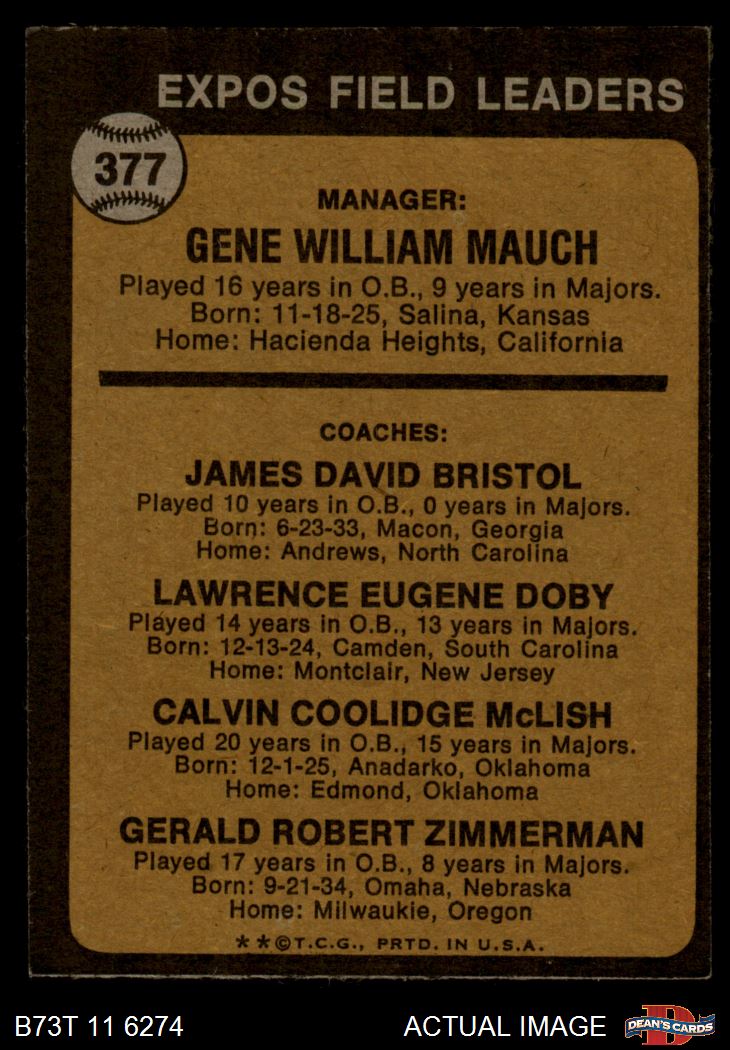 EXPOS FIELD LEADERS
377
MANAGER:
GENE WILLIAM MAUCH
Played 16 years in O.B., 9 years in Majors.
Born: 11-18-25, Salina, Kansas
Home: Hacienda Heights, California
COACHES:
JAMES DAVID BRISTOL
Played 10 years in O.B., 0 years in Majors.
Born: 6-23-33, Macon, Georgia
Home: Andrews, North Carolina
LAWRENCE EUGENE DOBY
Played 14 years in O.B., 13 years in Majors.
Born: 12-13-24, Camden, South Carolina
Home: Montclair, New Jersey
CALVIN COOLIDGE McLISH
Played 20 years in O.B., 15 years in Majors.
Born: 12-1-25, Anadarko, Oklahoma
Home: Edmond, Oklahoma
GERALD ROBERT ZIMMERMAN
Played 17 years in O.B., 8 years in Majors.
Born: 9-21-34, Omaha, Nebraska
Home: Milwaukie, Oregon
**©T.C.G., PRTD. IN U.S.A.
B73T 11 6274 ACTUAL IMAGE
D
DEAN'S CARDS